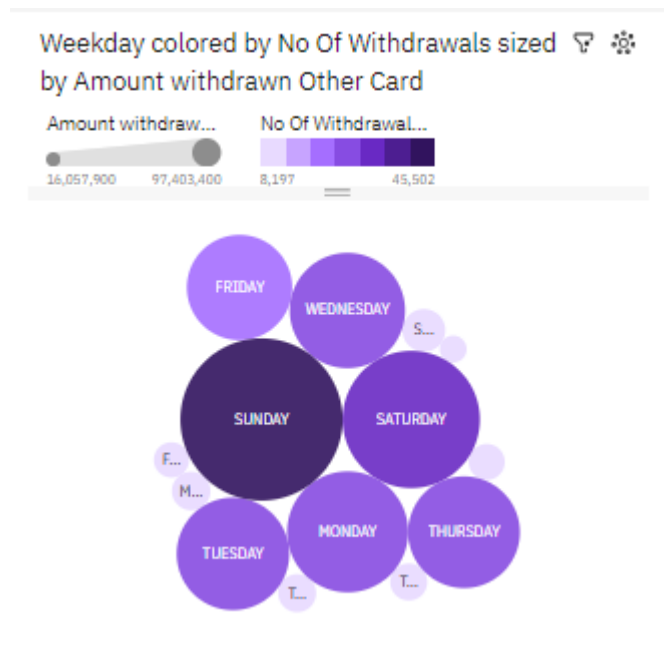 Weekday colored by No Of Withdrawals sized
by Amount withdrawn Other Card
Amount withdraw... No Of Withdrawal...
16,057,900 97,403,400 8,197 45,502
FRIDAY
WEDNESDAY
S...
SUNDAY
SATURDAY
F...
M...
MONDAY
THURSDAY
TUESDAY
T...
T...